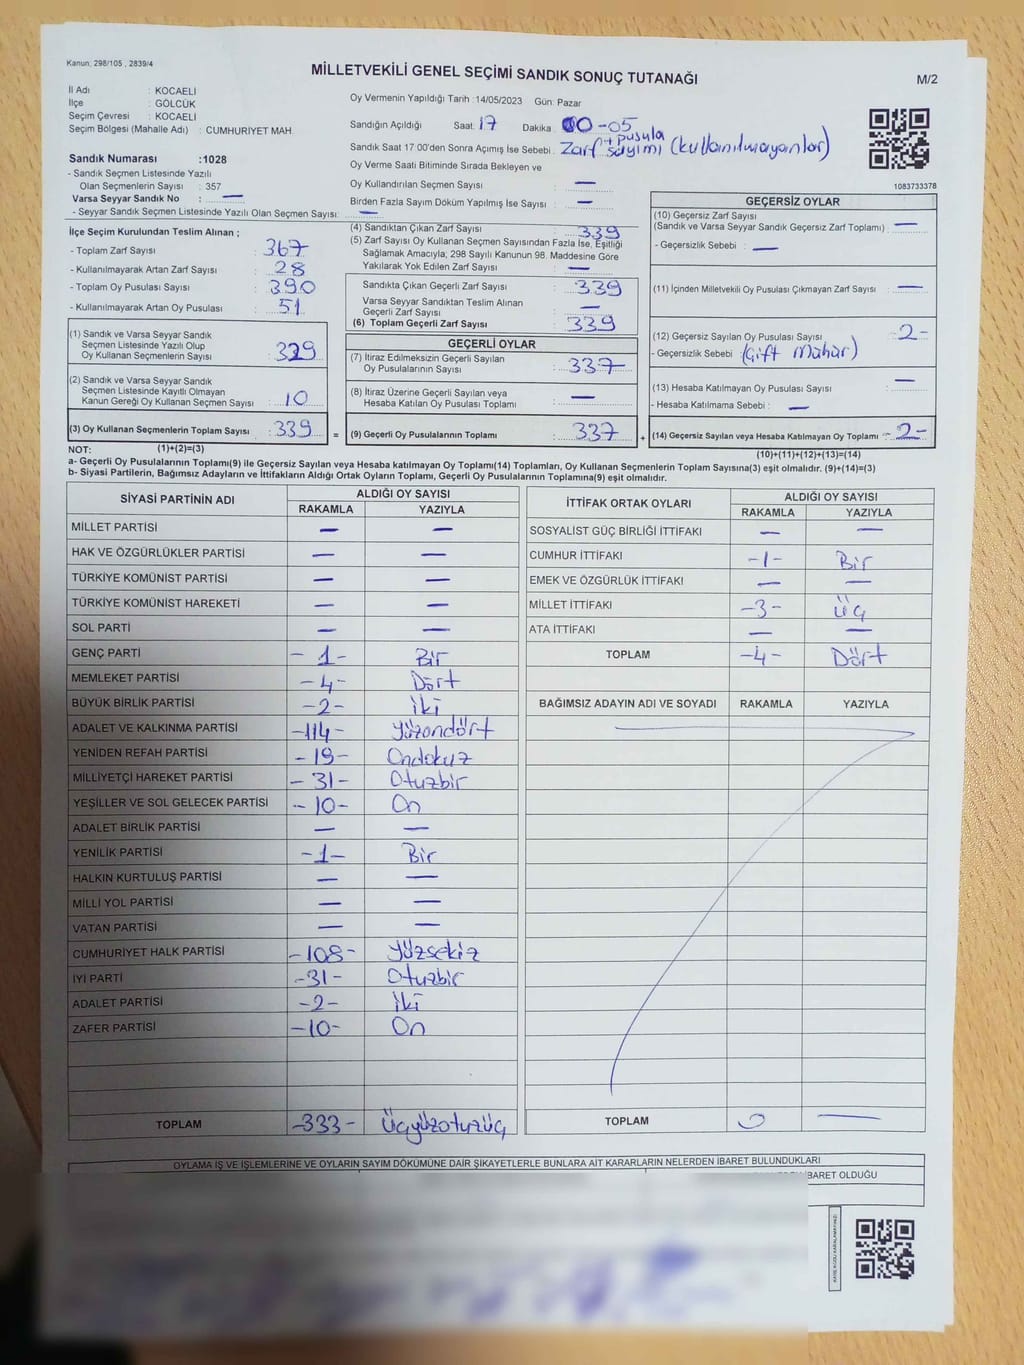 Kanun; 298/105 , 2839/4
MİLLETVEKİLİ GENEL SEÇİMİ SANDIK SONUÇ TUTANAĞI
M/2
İl Adı : KOCAELİ
İlçe : GÖLCÜK
Seçim Çevresi : KOCAELİ
Seçim Bölgesi (Mahalle Adı) : CUMHURİYET MAH.
Oy Vermenin Yapıldığı Tarih :14/05/2023 Gün: Pazar
Sandığın Açıldığı Saat: 17 Dakika : 00-05
Sandık Saat 17:00'den Sonra Açımış İse Sebebi : Zarf + pusula sayimi (kullanılmayanlar)
1083733378
Sandık Numarası :1028
- Sandık Seçmen Listesinde Yazılı
Olan Seçmenlerin Sayısı : 357
Varsa Seyyar Sandık No : —
- Seyyar Sandık Seçmen Listesinde Yazılı Olan Seçmen Sayısı: —
Oy Verme Saati Bitiminde Sırada Bekleyen ve
Oy Kullandırılan Seçmen Sayısı : —
Birden Fazla Sayım Döküm Yapılmış İse Sayısı : —
İlçe Seçim Kurulundan Teslim Alınan ;
- Toplam Zarf Sayısı : 367
- Kullanılmayarak Artan Zarf Sayısı : 28
- Toplam Oy Pusulası Sayısı : 390
- Kullanılmayarak Artan Oy Pusulası : 51
(1) Sandık ve Varsa Seyyar Sandık
Seçmen Listesinde Yazılı Olup
Oy Kullanan Seçmenlerin Sayısı : 329
(2) Sandık ve Varsa Seyyar Sandık
Seçmen Listesinde Kayıtlı Olmayan
Kanun Gereği Oy Kullanan Seçmen Sayısı : 10
(3) Oy Kullanan Seçmenlerin Toplam Sayısı : 339
(4) Sandıktan Çıkan Zarf Sayısı : 339
(5) Zarf Sayısı Oy Kullanan Seçmen Sayısından Fazla İse, Eşitliği
Sağlamak Amacıyla; 298 Sayılı Kanunun 98. Maddesine Göre
Yakılarak Yok Edilen Zarf Sayısı : —
Sandıkta Çıkan Geçerli Zarf Sayısı : 339
Varsa Seyyar Sandıktan Teslim Alınan
Geçerli Zarf Sayısı : —
(6) Toplam Geçerli Zarf Sayısı : 339
GEÇERLİ OYLAR
(7) İtiraz Edilmeksizin Geçerli Sayılan
Oy Pusulalarının Sayısı : 337
(8) İtiraz Üzerine Geçerli Sayılan veya
Hesaba Katılan Oy Pusulası Toplamı : —
= (9) Geçerli Oy Pusulalarının Toplamı : 337 +
GEÇERSİZ OYLAR
(10) Geçersiz Zarf Sayısı
(Sandık ve Varsa Seyyar Sandık Geçersiz Zarf Toplamı) : —
- Geçersizlik Sebebi : —
(11) İçinden Milletvekili Oy Pusulası Çıkmayan Zarf Sayısı : —
(12) Geçersiz Sayılan Oy Pusulası Sayısı : -2-
- Geçersizlik Sebebi : (Çift Mühür)
(13) Hesaba Katılmayan Oy Pusulası Sayısı : —
- Hesaba Katılmama Sebebi : —
(14) Geçersiz Sayılan veya Hesaba Katılmayan Oy Toplamı : -2-
NOT: (1)+(2)=(3)
(10)+(11)+(12)+(13)=(14)
a- Geçerli Oy Pusulalarının Toplamı(9) ile Geçersiz Sayılan veya Hesaba katılmayan Oy Toplamı(14) Toplamları, Oy Kullanan Seçmenlerin Toplam Sayısına(3) eşit olmalıdır. (9)+(14)=(3)
b- Siyasi Partilerin, Bağımsız Adayların ve İttifakların Aldığı Ortak Oyların Toplamı, Geçerli Oy Pusulalarının Toplamına(9) eşit olmalıdır.
SİYASİ PARTİNİN ADI ALDIĞI OY SAYISI
RAKAMLA YAZIYLA
MİLLET PARTİSİ — —
HAK VE ÖZGÜRLÜKLER PARTİSİ — —
TÜRKİYE KOMÜNİST PARTİSİ — —
TÜRKİYE KOMÜNİST HAREKETİ — —
SOL PARTİ — —
GENÇ PARTİ -1- Bir
MEMLEKET PARTİSİ -4- Dört
BÜYÜK BİRLİK PARTİSİ -2- İki
ADALET VE KALKINMA PARTİSİ -114- Yüzondört
YENİDEN REFAH PARTİSİ -19- Ondokuz
MİLLİYETÇİ HAREKET PARTİSİ -31- Otuzbir
YEŞİLLER VE SOL GELECEK PARTİSİ -10- On
ADALET BİRLİK PARTİSİ — —
YENİLİK PARTİSİ -1- Bir
HALKIN KURTULUŞ PARTİSİ — —
MİLLİ YOL PARTİSİ — —
VATAN PARTİSİ — —
CUMHURİYET HALK PARTİSİ -108- Yüzsekiz
İYİ PARTİ -31- Otuzbir
ADALET PARTİSİ -2- İki
ZAFER PARTİSİ -10- On
TOPLAM -333- Üçyüzotuzüç
İTTİFAK ORTAK OYLARI ALDIĞI OY SAYISI
RAKAMLA YAZIYLA
SOSYALİST GÜÇ BİRLİĞİ İTTİFAKI — —
CUMHUR İTTİFAKI -1- Bir
EMEK VE ÖZGÜRLÜK İTTİFAKI — —
MİLLET İTTİFAKI -3- Üç
ATA İTTİFAKI — —
TOPLAM -4- Dört
BAĞIMSIZ ADAYIN ADI VE SOYADI RAKAMLA YAZIYLA
TOPLAM 0 —
OYLAMA İŞ VE İŞLEMLERİNE VE OYLARIN SAYIM DÖKÜMÜNE DAİR ŞİKAYETLERLE BUNLARA AİT KARARLARIN NELERDEN İBARET BULUNDUKLARI
İBARET OLDUĞU